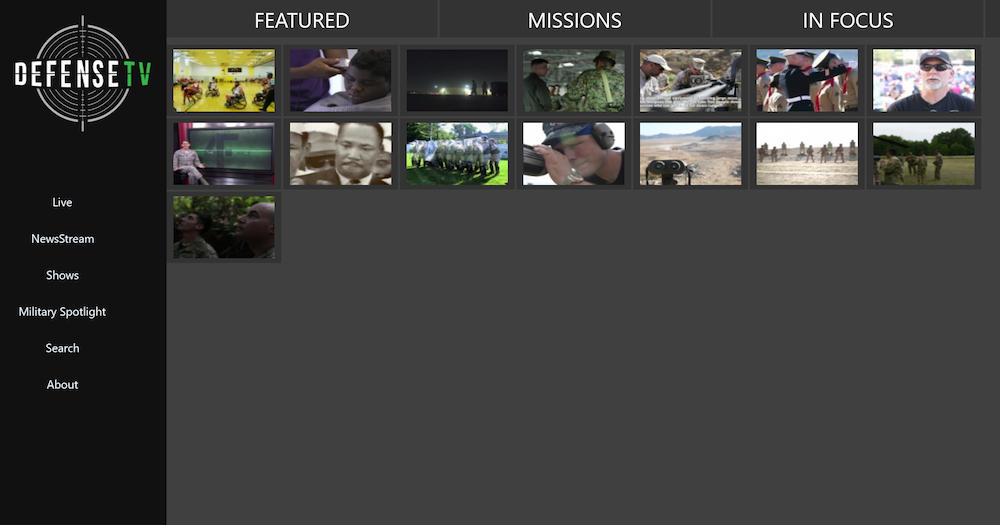 DEFENSETV
FEATURED
MISSIONS
IN FOCUS
Live
NewsStream
Shows
Military Spotlight
Search
About